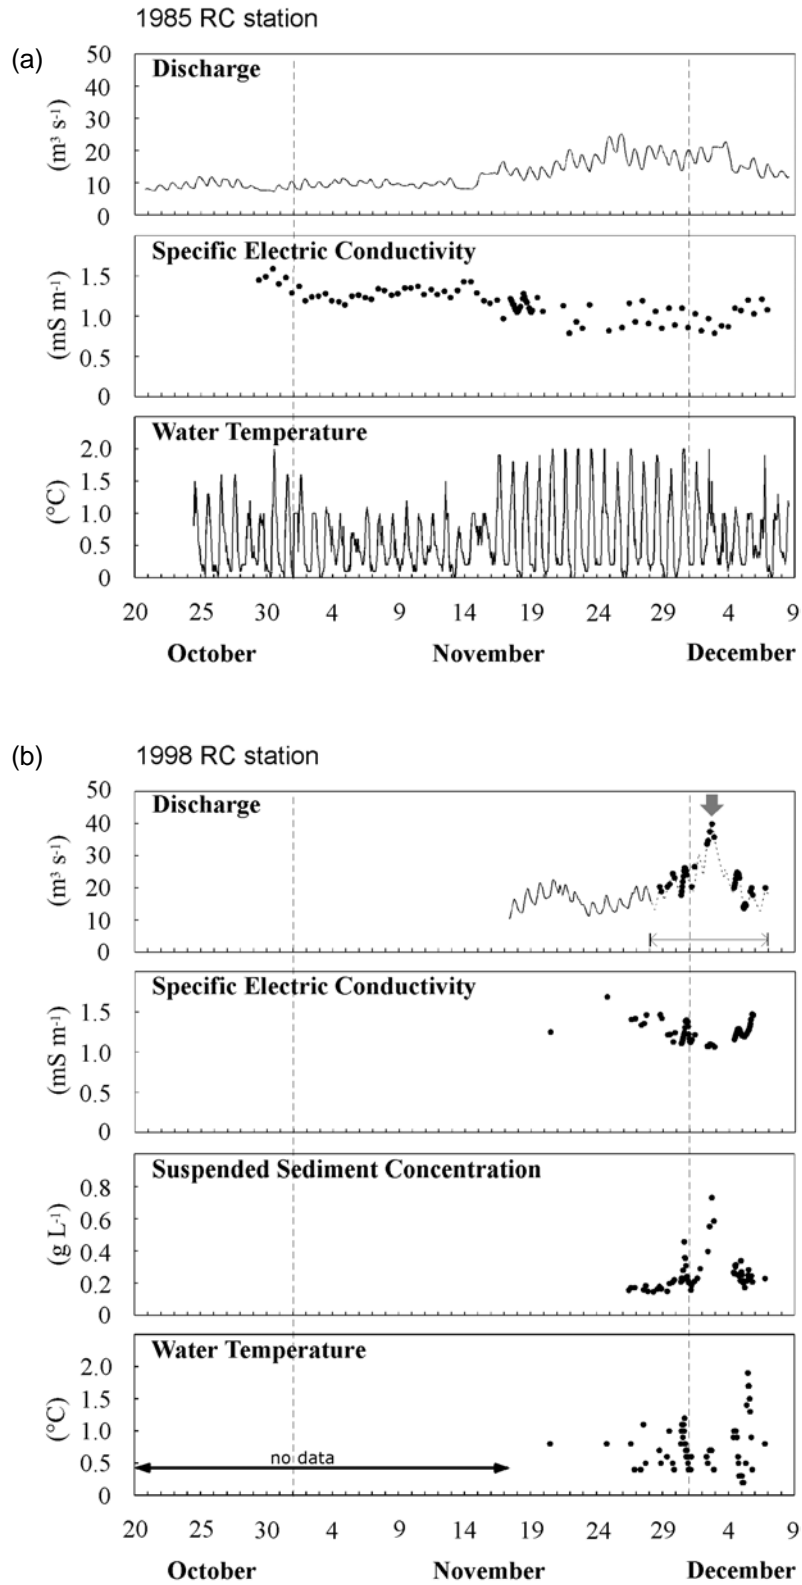 1985 RC station
(a)
50
40
30
20
10
0
(m³ s⁻¹)
Discharge
1.5
1.0
0.5
0
(mS m⁻¹)
Specific Electric Conductivity
2.0
1.5
1.0
0.5
0
(°C)
Water Temperature
20 25 30 4 9 14 19 24 29 4 9
October November December
(b)
1998 RC station
50
40
30
20
10
0
(m³ s⁻¹)
Discharge
1.5
1.0
0.5
0
(mS m⁻¹)
Specific Electric Conductivity
0.8
0.6
0.4
0.2
0
(g L⁻¹)
Suspended Sediment Concentration
2.0
1.5
1.0
0.5
0
(°C)
Water Temperature
no data
20 25 30 4 9 14 19 24 29 4 9
October November December